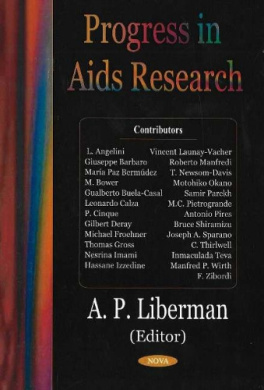 Progress in
Aids Research
Contributors
L. Angelini
Giuseppe Barbaro
María Paz Bermúdez
M. Bower
Gualberto Buela-Casal
Leonardo Calza
P. Cinque
Gilbert Deray
Michael Froehner
Thomas Gross
Nesrina Imami
Hassane Izzedine
Vincent Launay-Vacher
Roberto Manfredi
T. Newsom-Davis
Motohiko Okano
Samir Parekh
M.C. Pietrogrande
Antonio Pires
Bruce Shiramizu
Joseph A. Sparano
C. Thirlwell
Inmaculada Teva
Manfred P. Wirth
F. Zibordi
A. P. Liberman
(Editor)
NOVA